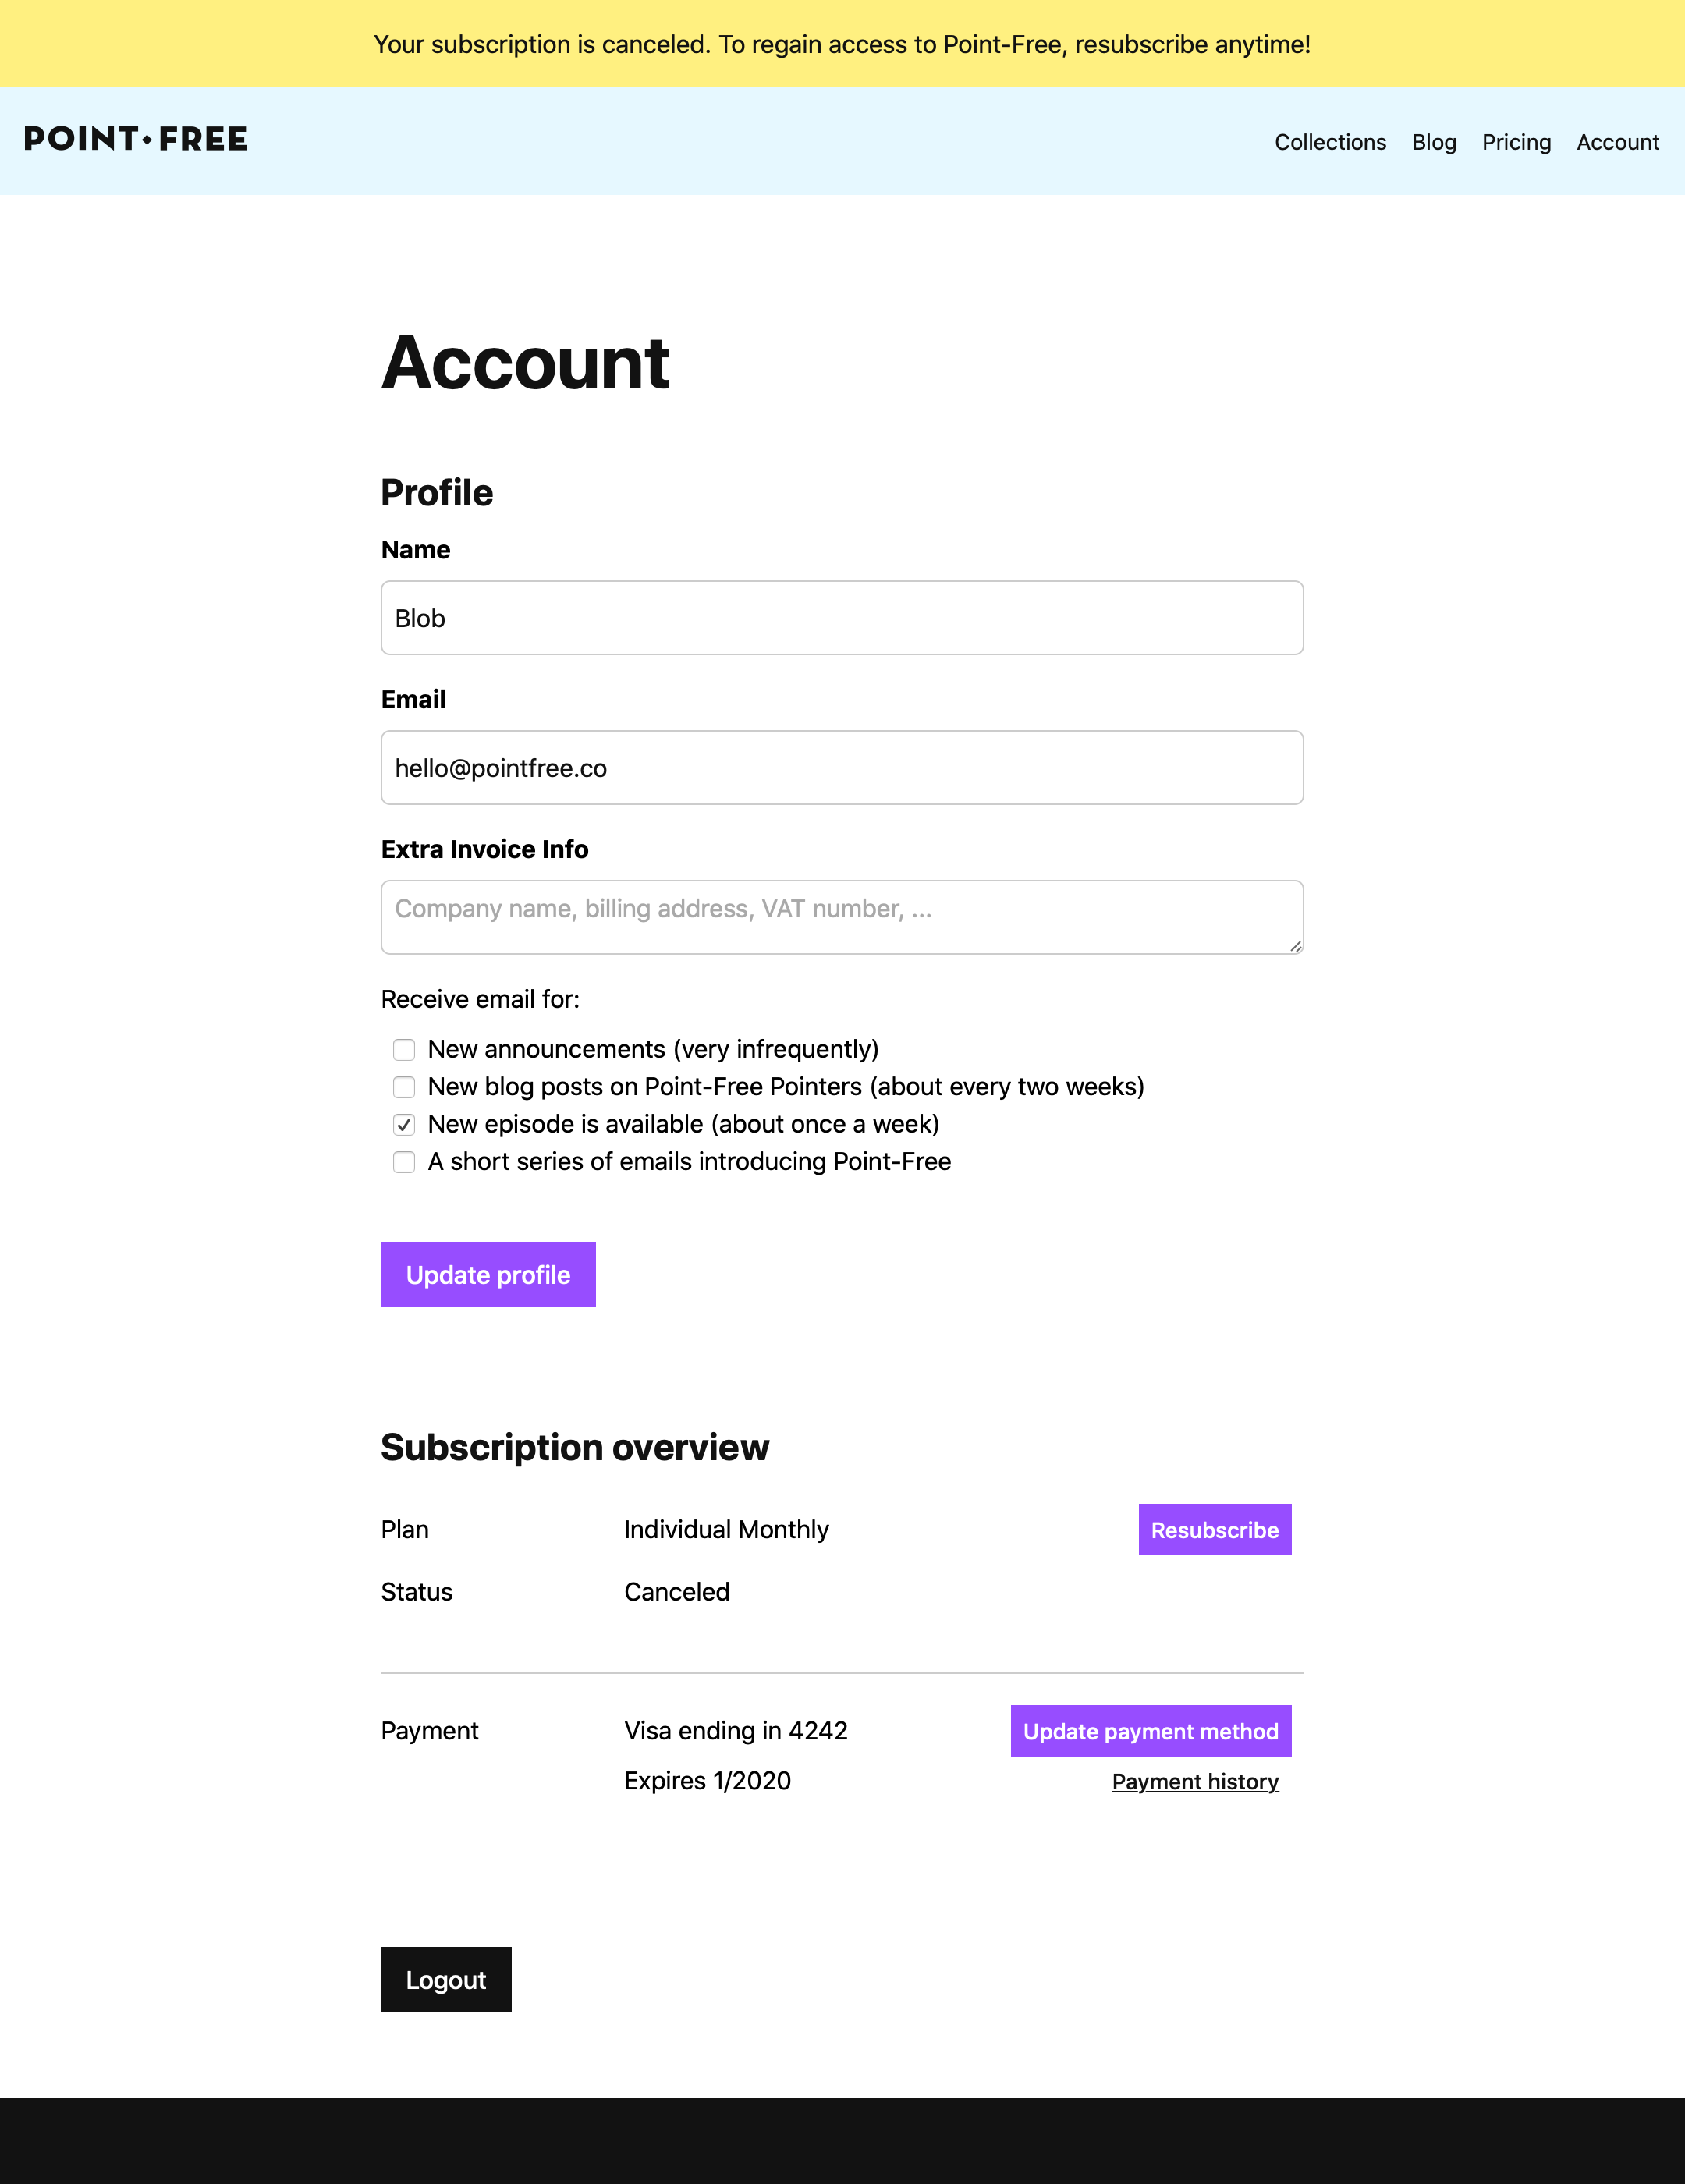 Your subscription is canceled. To regain access to Point-Free, resubscribe anytime!
POINT·FREE
Collections Blog Pricing Account
Account
Profile
Name
Blob
Email
hello@pointfree.co
Extra Invoice Info
Company name, billing address, VAT number, ...
Receive email for:
New announcements (very infrequently)
New blog posts on Point-Free Pointers (about every two weeks)
New episode is available (about once a week)
A short series of emails introducing Point-Free
Update profile
Subscription overview
Plan Individual Monthly Resubscribe
Status Canceled
Payment Visa ending in 4242 Update payment method
Expires 1/2020 Payment history
Logout